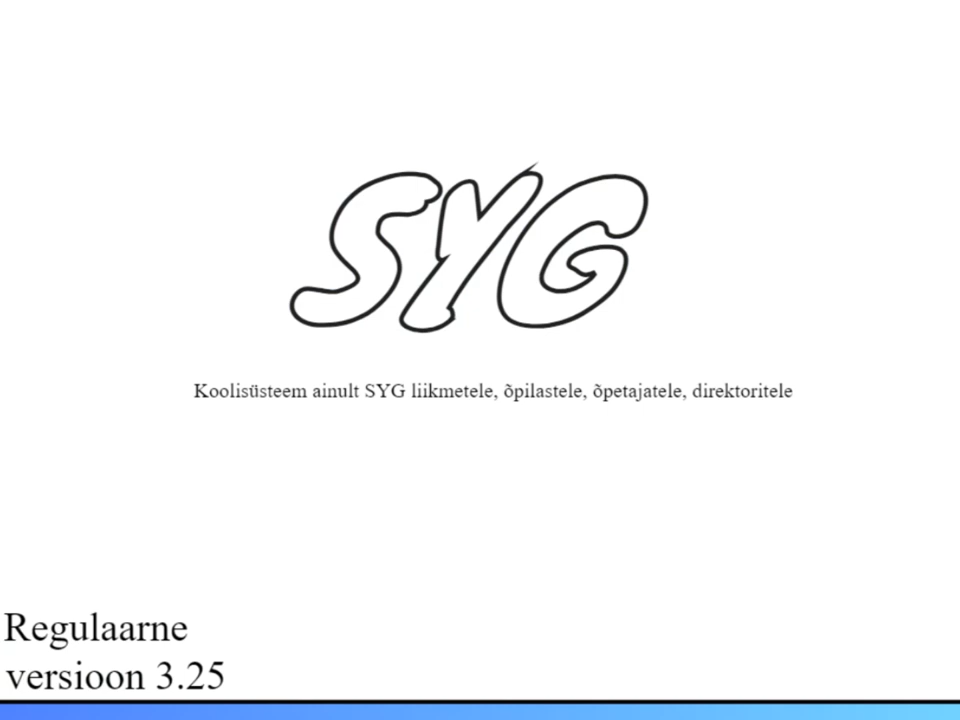 SYG
Koolisüsteem ainult SYG liikmetele, õpilastele, õpetajatele, direktoritele
Regulaarne
versioon 3.25